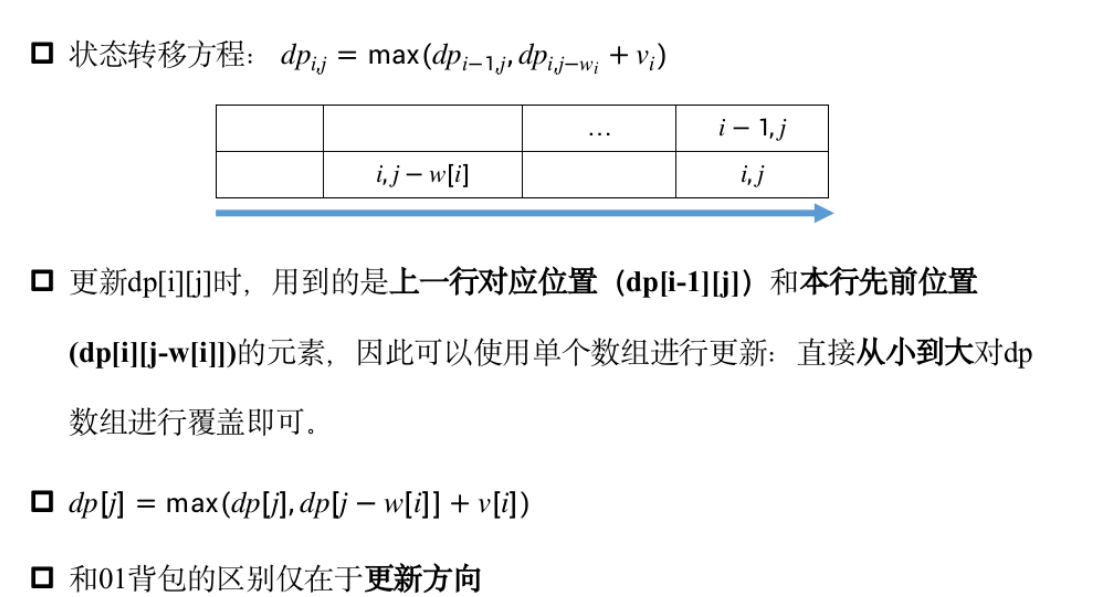 状态转移方程： dp_{i,j} = max(dp_{i−1,j}, dp_{i,j−w_i} + v_i)
… i − 1, j
i, j − w[i] i, j
更新dp[i][j]时，用到的是上一行对应位置（dp[i-1][j]）和本行先前位置
(dp[i][j-w[i]])的元素，因此可以使用单个数组进行更新：直接从小到大对dp
数组进行覆盖即可。
dp[j] = max(dp[j], dp[j − w[i]] + v[i])
和01背包的区别仅在于更新方向